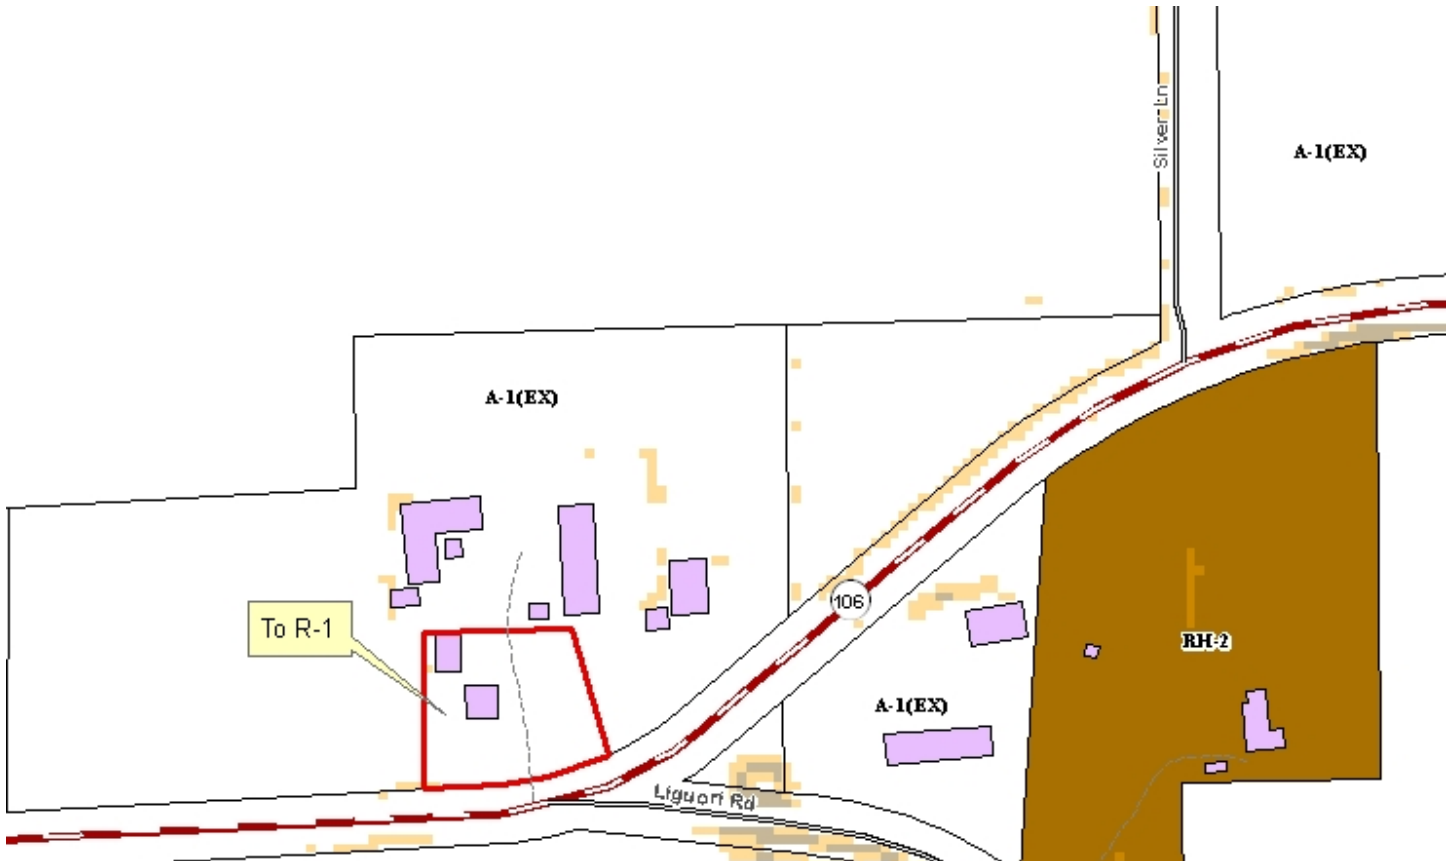 Silver Ln
A-1(EX)
A-1(EX)
106
To R-1
RH-2
A-1(EX)
Liguori Rd